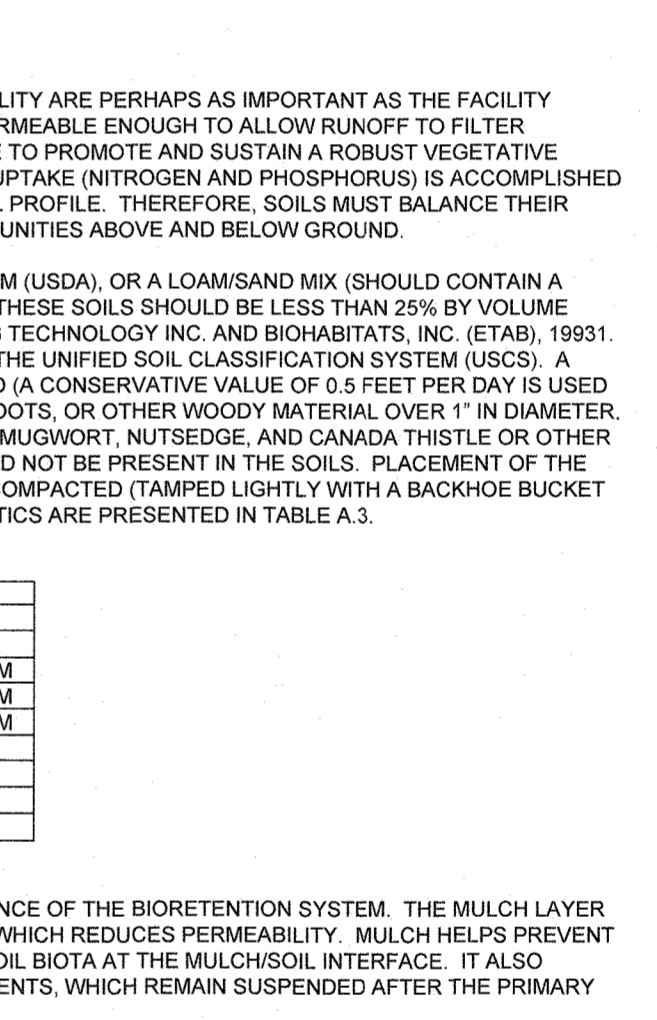 LITY ARE PERHAPS AS IMPORTANT AS THE FACILITY
RMEABLE ENOUGH TO ALLOW RUNOFF TO FILTER
E TO PROMOTE AND SUSTAIN A ROBUST VEGETATIVE
UPTAKE (NITROGEN AND PHOSPHORUS) IS ACCOMPLISHED
L PROFILE. THEREFORE, SOILS MUST BALANCE THEIR
UNITIES ABOVE AND BELOW GROUND.
M (USDA), OR A LOAM/SAND MIX (SHOULD CONTAIN A
THESE SOILS SHOULD BE LESS THAN 25% BY VOLUME
G TECHNOLOGY INC. AND BIOHABITATS, INC. (ETAB), 19931.
THE UNIFIED SOIL CLASSIFICATION SYSTEM (USCS). A
D (A CONSERVATIVE VALUE OF 0.5 FEET PER DAY IS USED
OOTS, OR OTHER WOODY MATERIAL OVER 1" IN DIAMETER.
MUGWORT, NUTSEDGE, AND CANADA THISTLE OR OTHER
D NOT BE PRESENT IN THE SOILS. PLACEMENT OF THE
COMPACTED (TAMPED LIGHTLY WITH A BACKHOE BUCKET
TICS ARE PRESENTED IN TABLE A.3.
M
M
M
NCE OF THE BIORETENTION SYSTEM. THE MULCH LAYER
WHICH REDUCES PERMEABILITY. MULCH HELPS PREVENT
OIL BIOTA AT THE MULCH/SOIL INTERFACE. IT ALSO
ENTS, WHICH REMAIN SUSPENDED AFTER THE PRIMARY